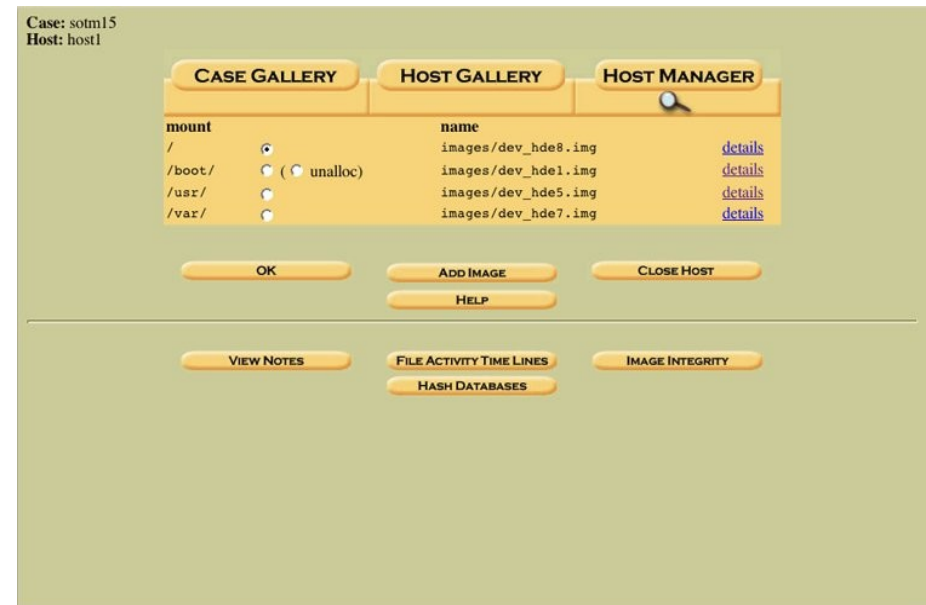 Case: sotm15
Host: host1
CASE GALLERY HOST GALLERY HOST MANAGER
mount name
/ images/dev_hde8.img details
/boot/ ( unalloc) images/dev_hde1.img details
/usr/ images/dev_hde5.img details
/var/ images/dev_hde7.img details
OK ADD IMAGE CLOSE HOST
HELP
VIEW NOTES FILE ACTIVITY TIME LINES IMAGE INTEGRITY
HASH DATABASES